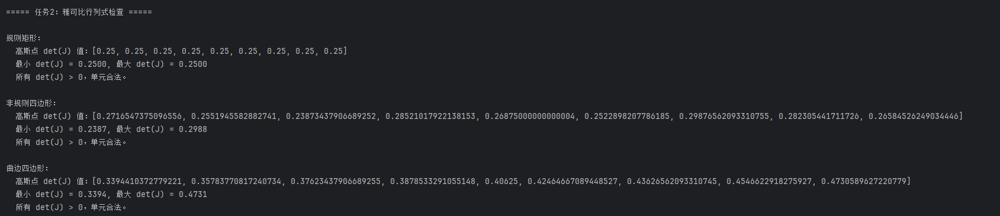 ===== 任务2：雅可比行列式检查 =====
规则矩形：
高斯点 det(J) 值：[0.25, 0.25, 0.25, 0.25, 0.25, 0.25, 0.25, 0.25, 0.25]
最小 det(J) = 0.2500, 最大 det(J) = 0.2500
所有 det(J) > 0，单元合法。
非规则四边形：
高斯点 det(J) 值：[0.2716547375096556, 0.2551945582882741, 0.23873437906689252, 0.28521017922138153, 0.26875000000000004, 0.2522898207786185, 0.29876562093310755, 0.282305441711726, 0.26584526249034446]
最小 det(J) = 0.2387, 最大 det(J) = 0.2988
所有 det(J) > 0，单元合法。
曲边四边形：
高斯点 det(J) 值：[0.3394410372779221, 0.35783770817240734, 0.37623437906689255, 0.3878533291055148, 0.40625, 0.42464667089448527, 0.43626562093310745, 0.4546622918275927, 0.4730589627220779]
最小 det(J) = 0.3394, 最大 det(J) = 0.4731
所有 det(J) > 0，单元合法。